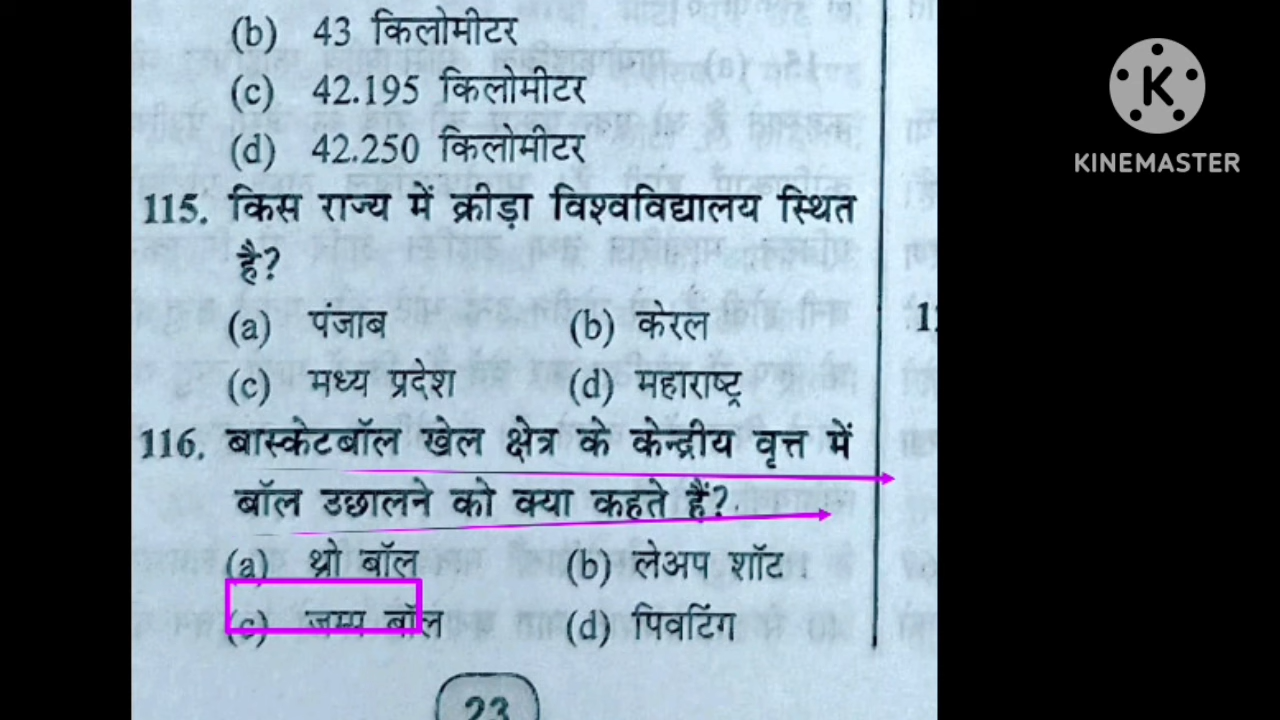 (b) 43 किलोमीटर
(c) 42.195 किलोमीटर
(d) 42.250 किलोमीटर
115. किस राज्य में क्रीड़ा विश्वविद्यालय स्थित
है?
(a) पंजाब (b) केरल
(c) मध्य प्रदेश (d) महाराष्ट्र
116. बास्केटबॉल खेल क्षेत्र के केन्द्रीय वृत्त में
बॉल उछालने को क्या कहते हैं?
(a) थ्रो बॉल (b) लेअप शॉट
(c) जम्प बॉल (d) पिवटिंग
23
K
KINEMASTER